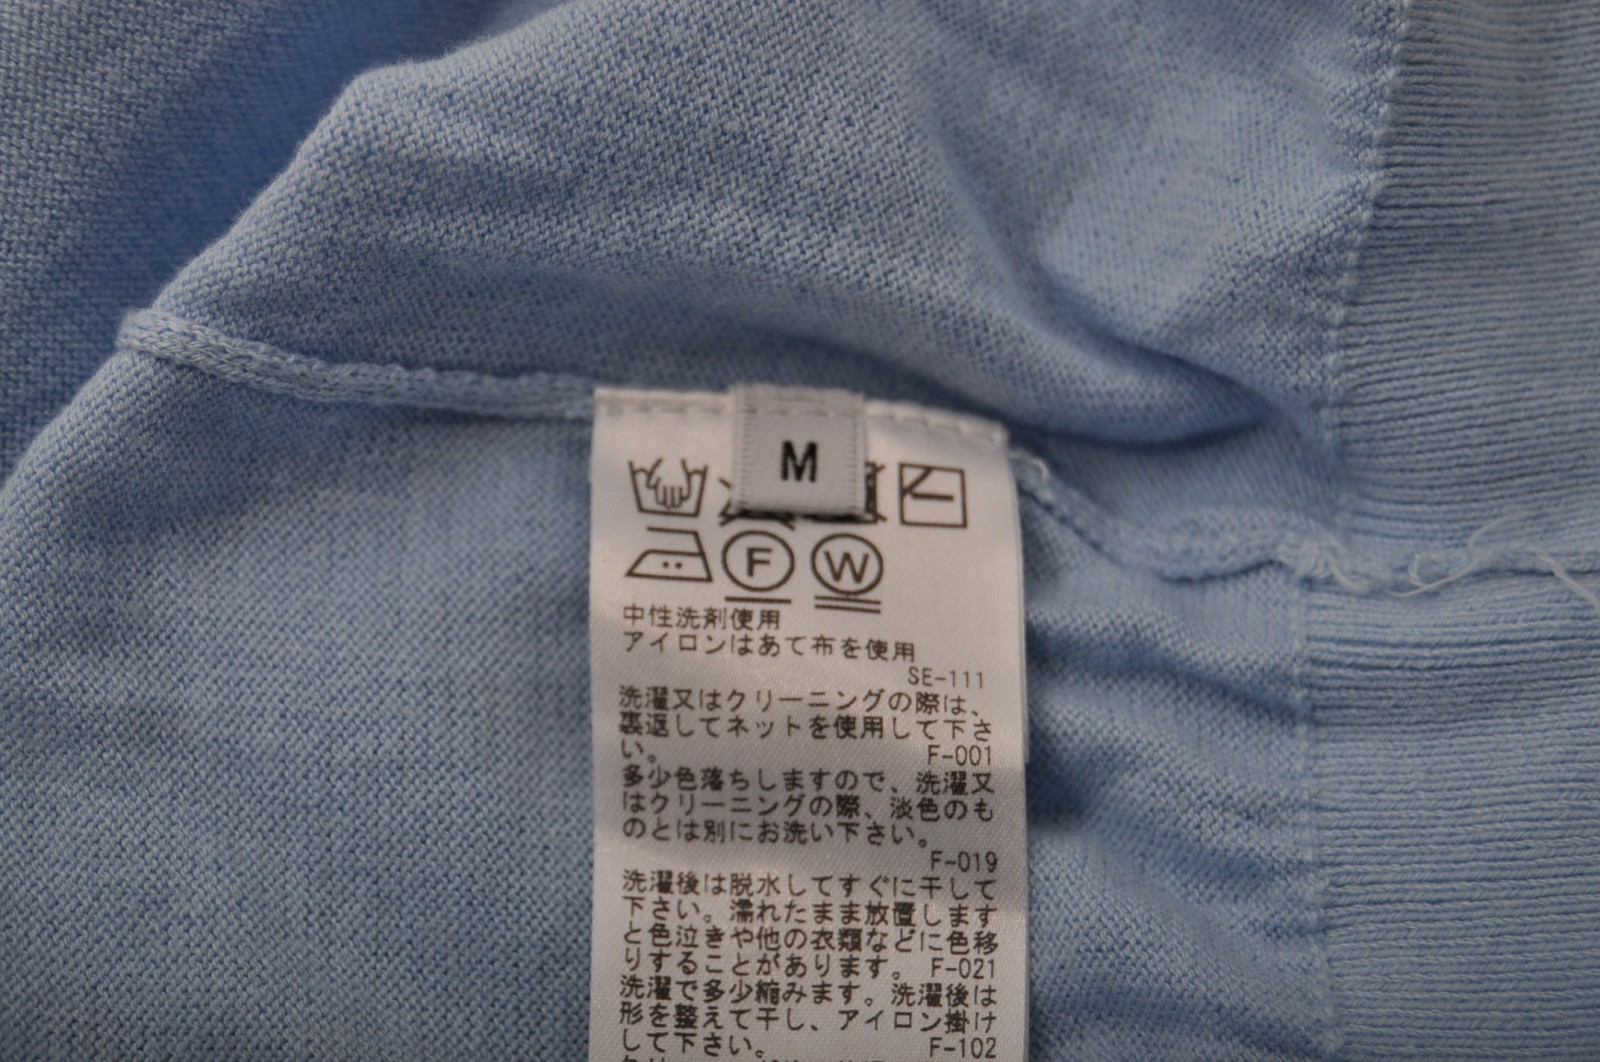 M
F W
中性洗剤使用
アイロンはあて布を使用
SE-111
洗濯又はクリーニングの際は、
裏返してネットを使用して下さ
い。 F-001
多少色落ちしますので、洗濯又
はクリーニングの際、淡色のも
のとは別にお洗い下さい。
F-019
洗濯後は脱水してすぐに干して
下さい。濡れたまま放置します
と色泣きや他の衣類などに色移
りすることがあります。 F-021
洗濯で多少縮みます。洗濯後は
形を整えて干し、アイロン掛け
して下さい。 F-102